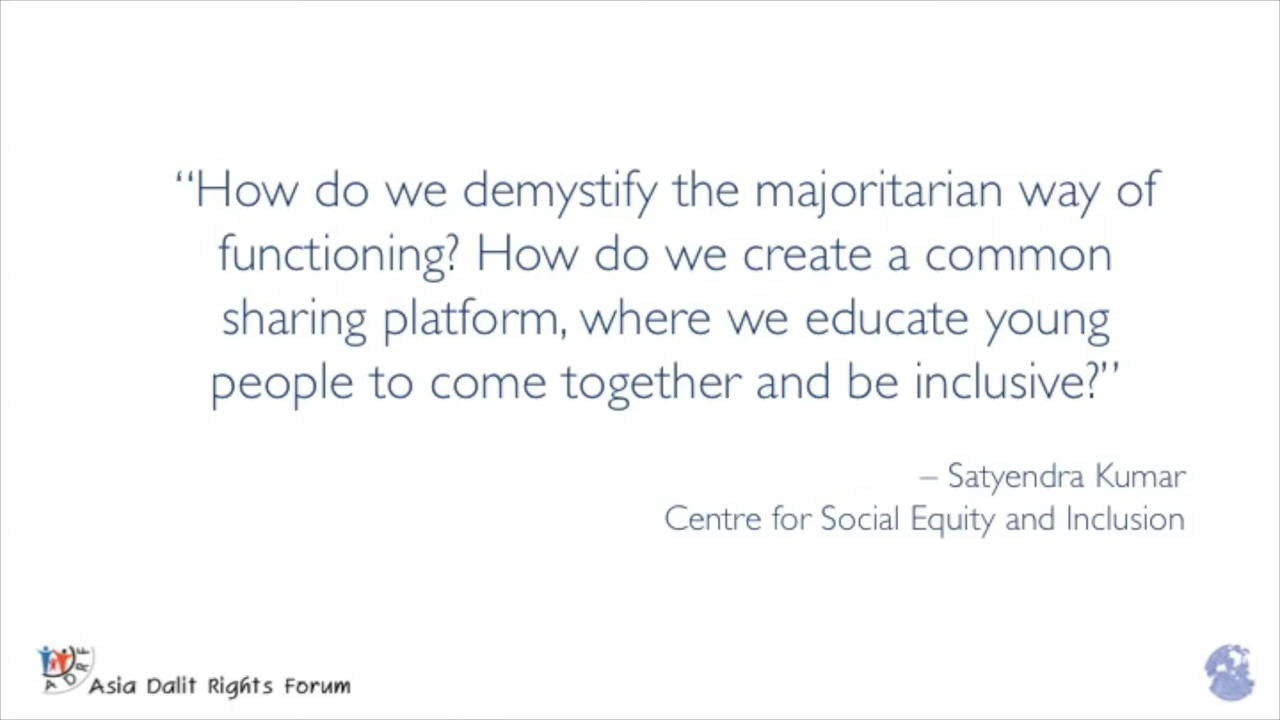 “How do we demystify the majoritarian way of
functioning? How do we create a common
sharing platform, where we educate young
people to come together and be inclusive?”
– Satyendra Kumar
Centre for Social Equity and Inclusion
ADRF
Asia Dalit Rights Forum